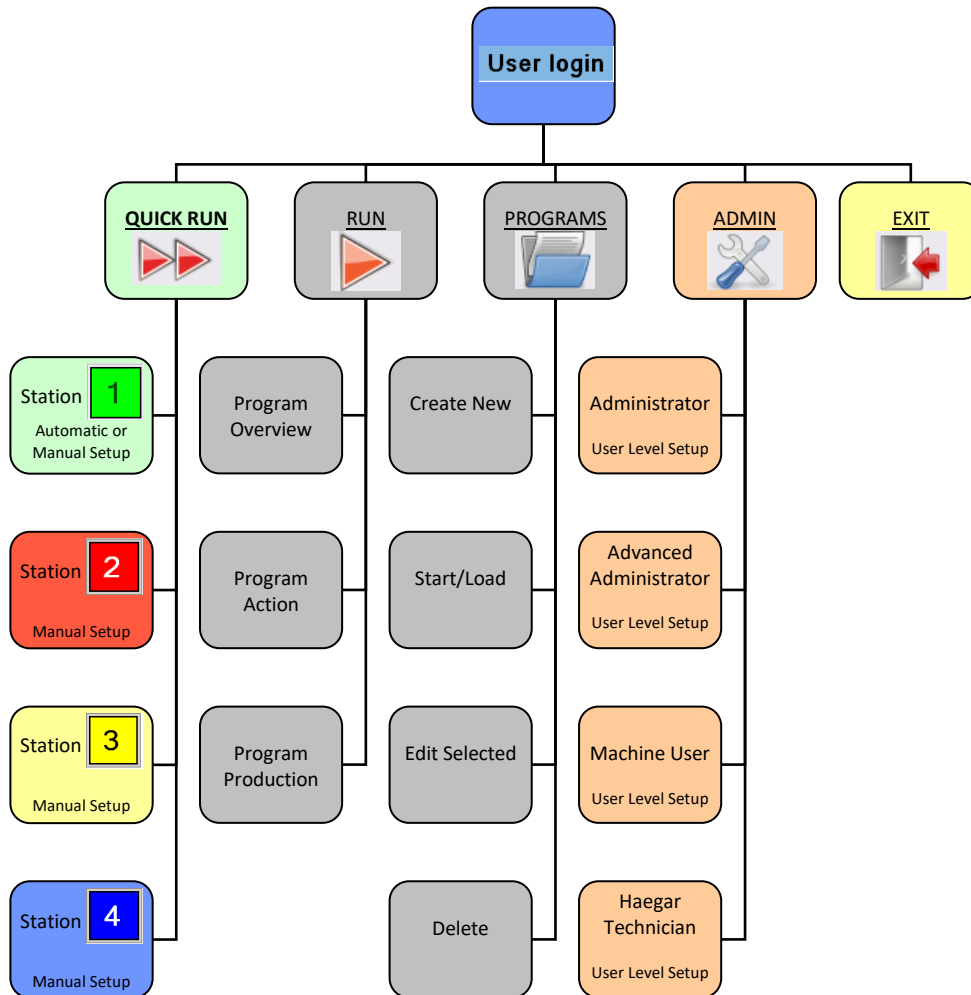 User login
QUICK RUN
RUN
PROGRAMS
ADMIN
EXIT
Station 1
Automatic or
Manual Setup
Program
Overview
Create New
Administrator
User Level Setup
Station 2
Manual Setup
Program
Action
Start/Load
Advanced
Administrator
User Level Setup
Station 3
Manual Setup
Program
Production
Edit Selected
Machine User
User Level Setup
Station 4
Manual Setup
Delete
Haegar
Technician
User Level Setup